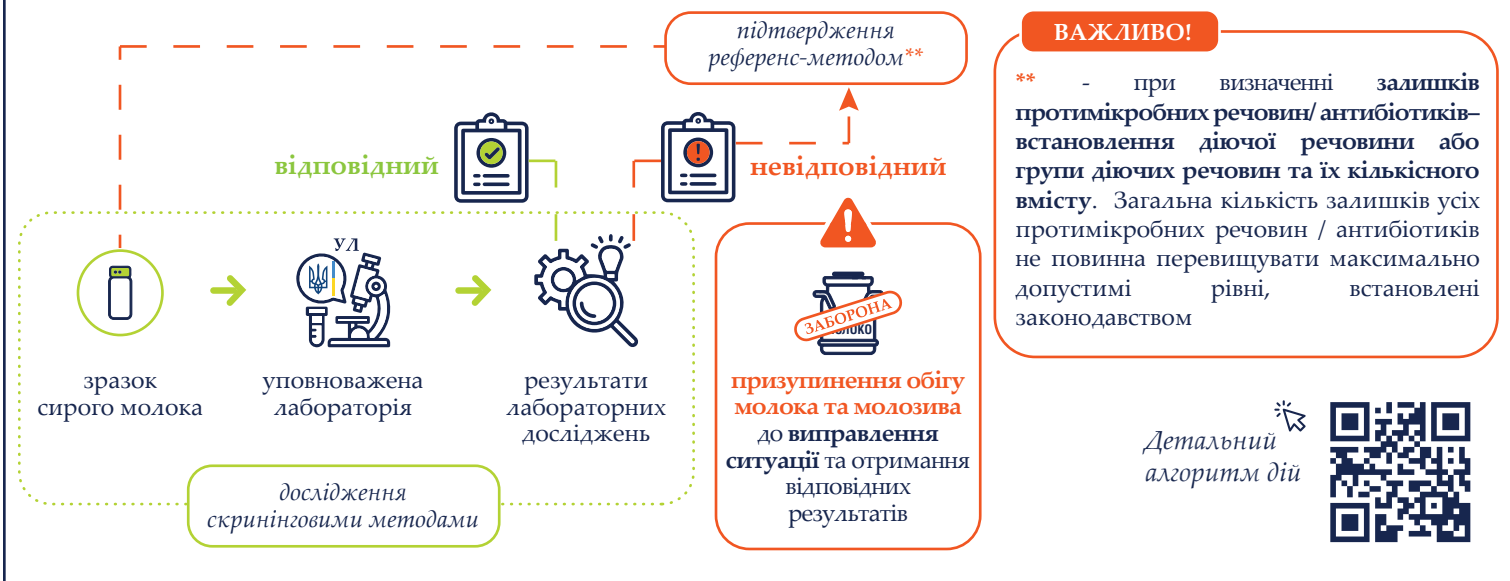 підтвердження
референс-методом**
ВАЖЛИВО!
** - при визначенні залишків
протимікробних речовин/ антибіотиків–
встановлення діючої речовини або
групи діючих речовин та їх кількісного
вмісту. Загальна кількість залишків усіх
протимікробних речовин / антибіотиків
не повинна перевищувати максимально
допустимі рівні, встановлені
законодавством
відповідний
невідповідний
УЛ
зразок
сирого молока
уповноважена
лабораторія
результати
лабораторних
досліджень
дослідження
скринінговими методами
ЗАБОРОНА
призупинення обігу
молока та молозива
до виправлення
ситуації та отримання
відповідних
результатів
Детальний
алгоритм дій